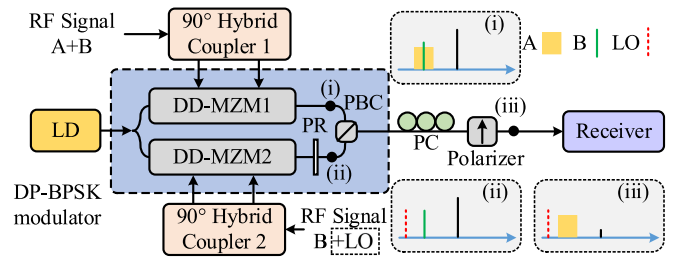 RF Signal
A+B
90° Hybrid
Coupler 1
(i)
A
B
LO
DD-MZM1
(i)
PBC
LD
PR
(iii)
PC
Receiver
DD-MZM2
(ii)
Polarizer
DP-BPSK
modulator
90° Hybrid
Coupler 2
RF Signal
B +LO
(ii)
(iii)